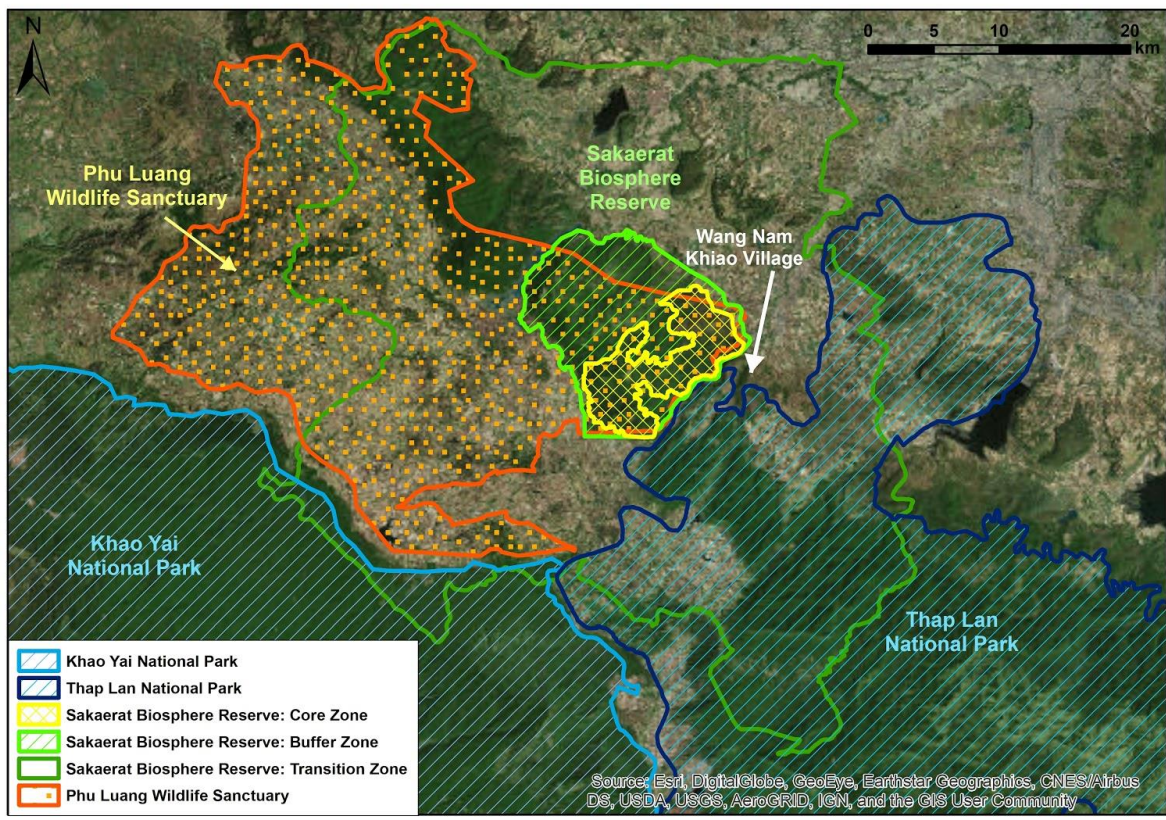 N
0 5 10 20
km
Phu Luang
Wildlife Sanctuary
Sakaerat
Biosphere
Reserve
Wang Nam
Khiao Village
Khao Yai
National Park
Thap Lan
National Park
Khao Yai National Park
Thap Lan National Park
Sakaerat Biosphere Reserve: Core Zone
Sakaerat Biosphere Reserve: Buffer Zone
Sakaerat Biosphere Reserve: Transition Zone
Phu Luang Wildlife Sanctuary
Source: Esri, DigitalGlobe, GeoEye, Earthstar Geographics, CNES/Airbus
DS, USDA, USGS, AeroGRID, IGN, and the GIS User Community